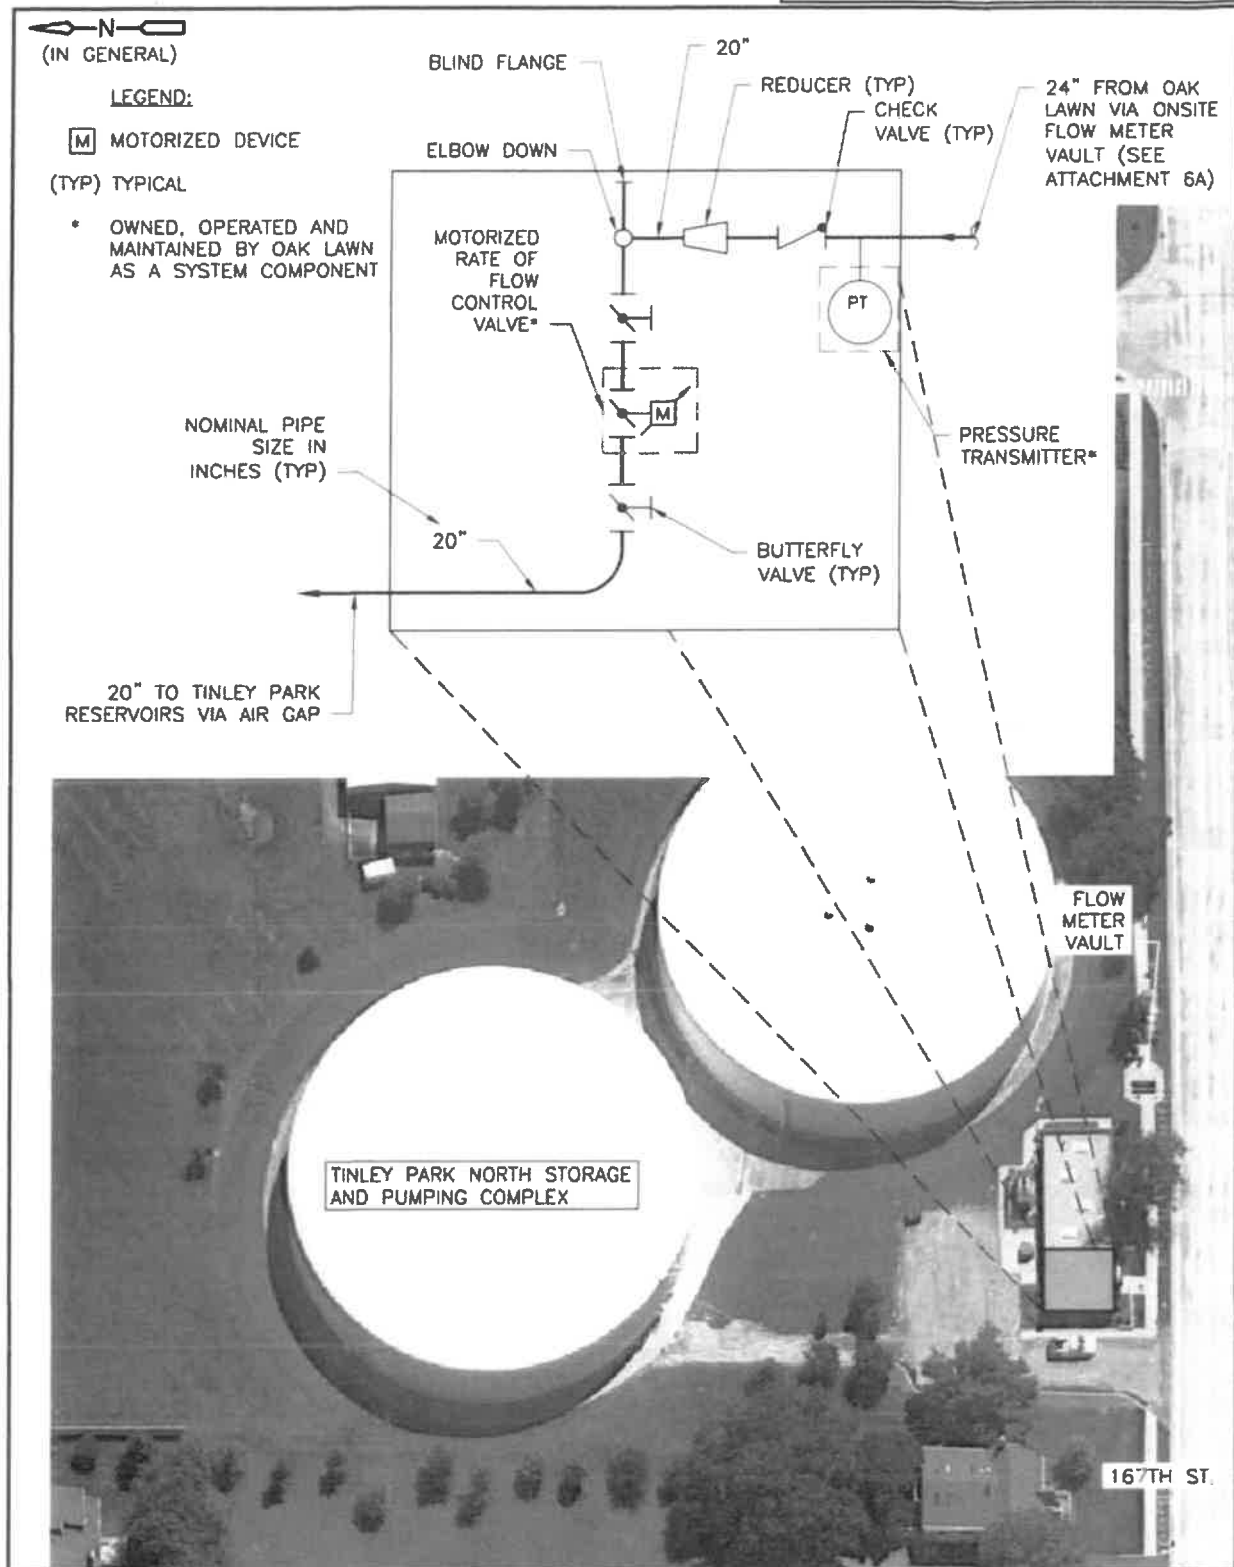 N
(IN GENERAL)
LEGEND:
M MOTORIZED DEVICE
(TYP) TYPICAL
* OWNED, OPERATED AND
MAINTAINED BY OAK LAWN
AS A SYSTEM COMPONENT
BLIND FLANGE
20"
REDUCER (TYP)
CHECK
VALVE (TYP)
24" FROM OAK
LAWN VIA ONSITE
FLOW METER
VAULT (SEE
ATTACHMENT 6A)
ELBOW DOWN
MOTORIZED
RATE OF
FLOW
CONTROL
VALVE*
PT
M
PRESSURE
TRANSMITTER*
NOMINAL PIPE
SIZE IN
INCHES (TYP)
20"
BUTTERFLY
VALVE (TYP)
20" TO TINLEY PARK
RESERVOIRS VIA AIR GAP
FLOW
METER
VAULT
TINLEY PARK NORTH STORAGE
AND PUMPING COMPLEX
167TH ST.